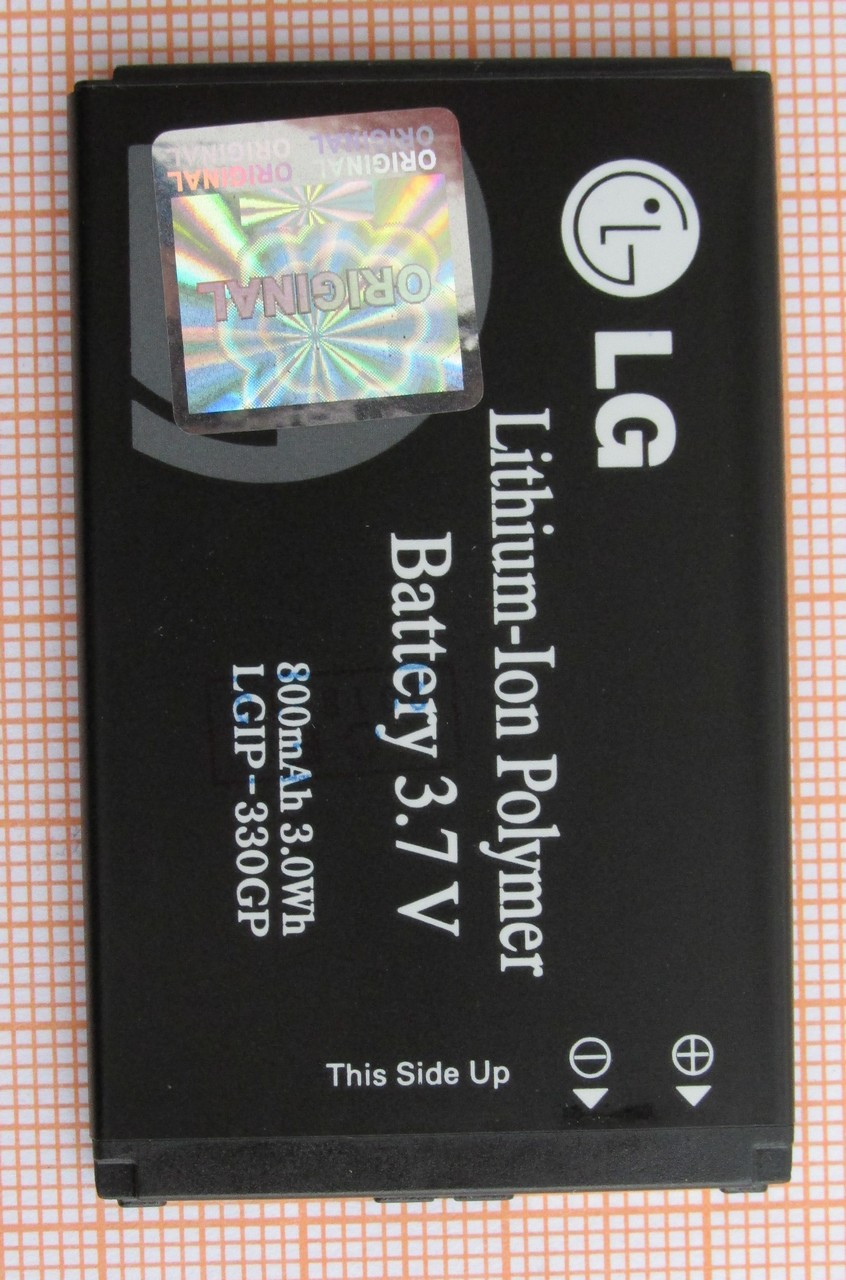 LG
Lithium-Ion Polymer
Battery 3.7 V
800mAh 3.0Wh
LGIP-330GP
This Side Up
ORIGINAL ORIGINAL
ORIGINAL ORIGINAL
ORIGINAL